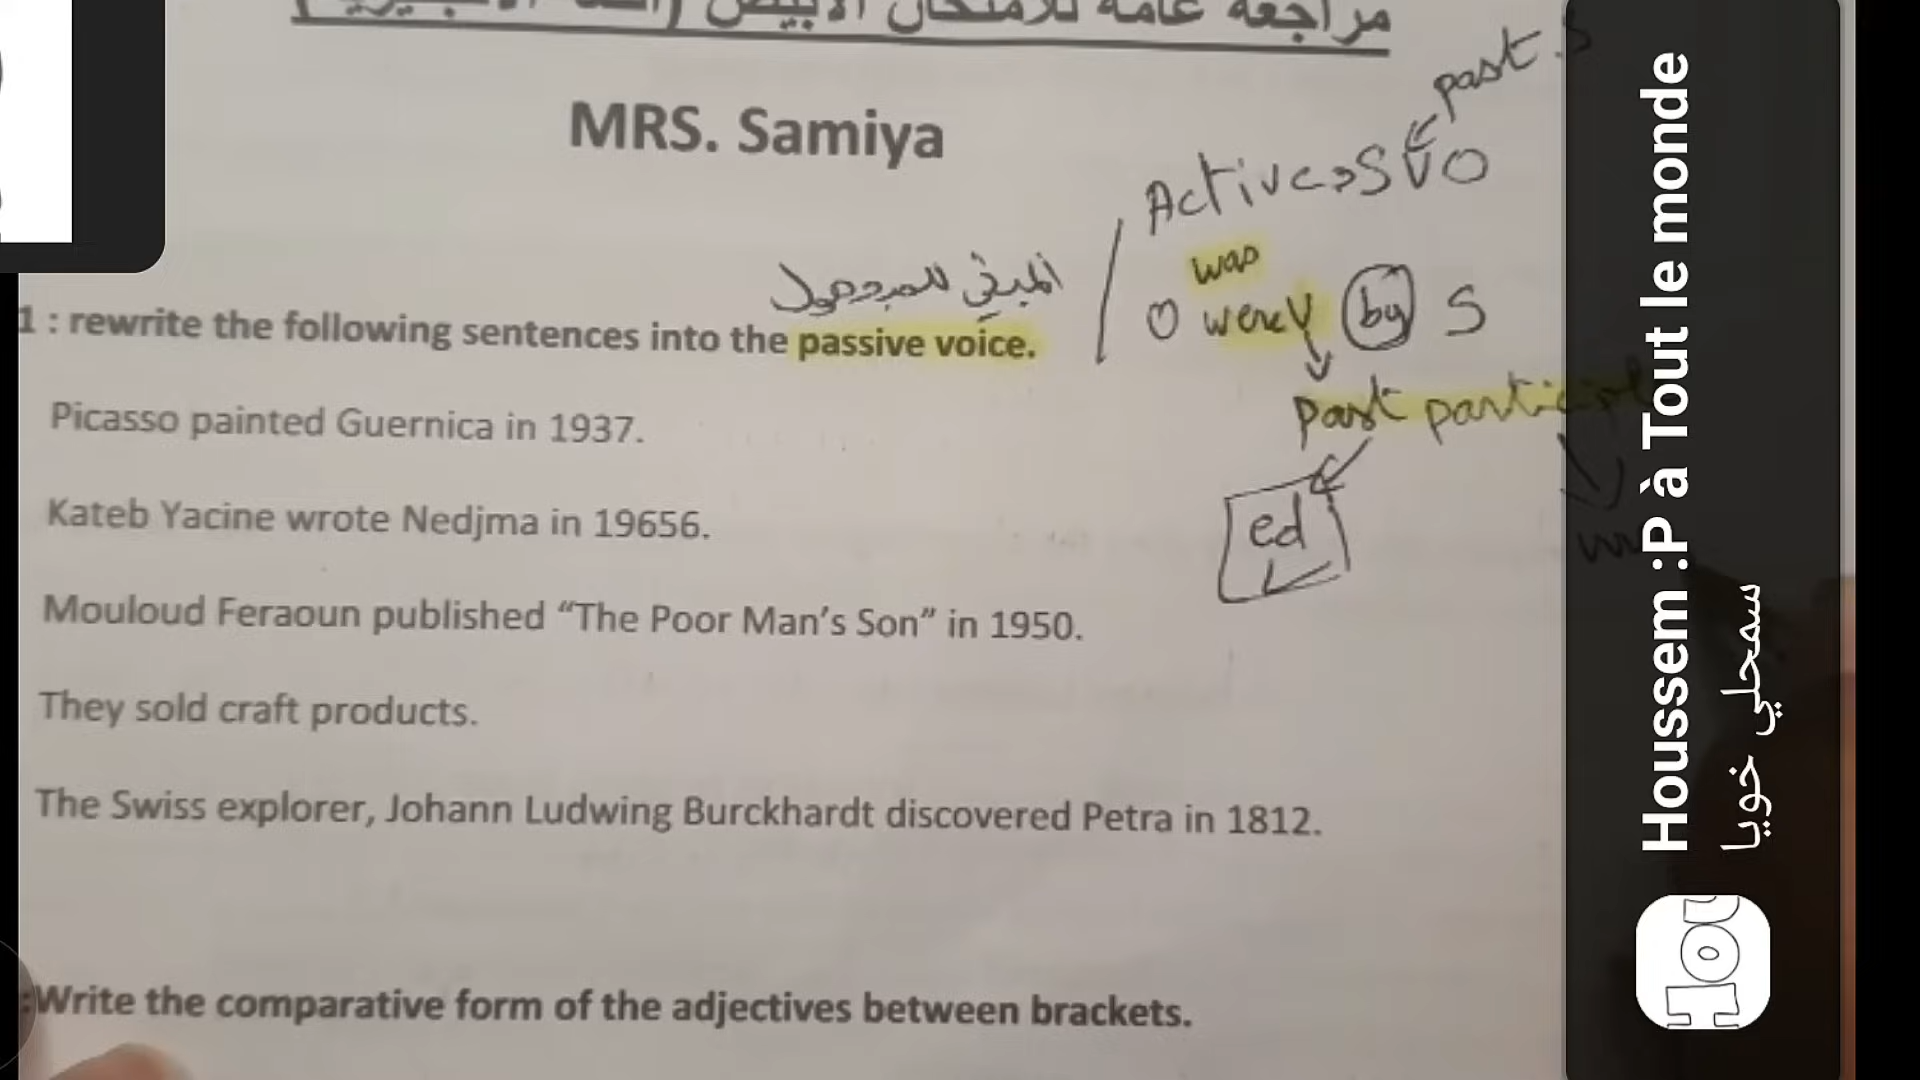 مراجعة عامة للامتحان الأبيض
MRS. Samiya
past. S
Active => S V O
was
O were V by S
المبني للمجهول
1 : rewrite the following sentences into the passive voice.
Past particip
ed
Picasso painted Guernica in 1937.
Kateb Yacine wrote Nedjma in 19656.
Mouloud Feraoun published “The Poor Man’s Son” in 1950.
They sold craft products.
The Swiss explorer, Johann Ludwing Burckhardt discovered Petra in 1812.
:Write the comparative form of the adjectives between brackets.
Houssem :P à Tout le monde
سمحلي خويا